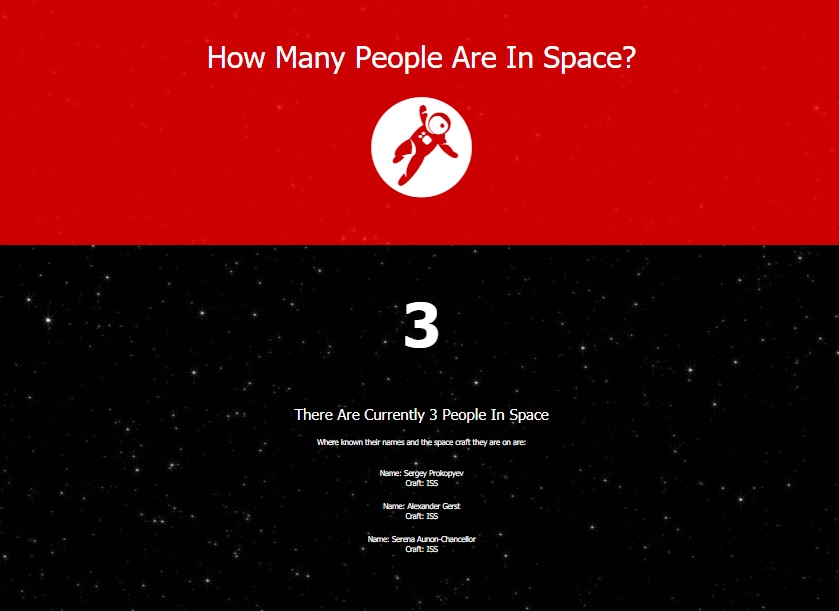 How Many People Are In Space?
3
There Are Currently 3 People In Space
Where known their names and the space craft they are on are:
Name: Sergey Prokopyev
Craft: ISS
Name: Alexander Gerst
Craft: ISS
Name: Serena Aunon-Chancellor
Craft: ISS